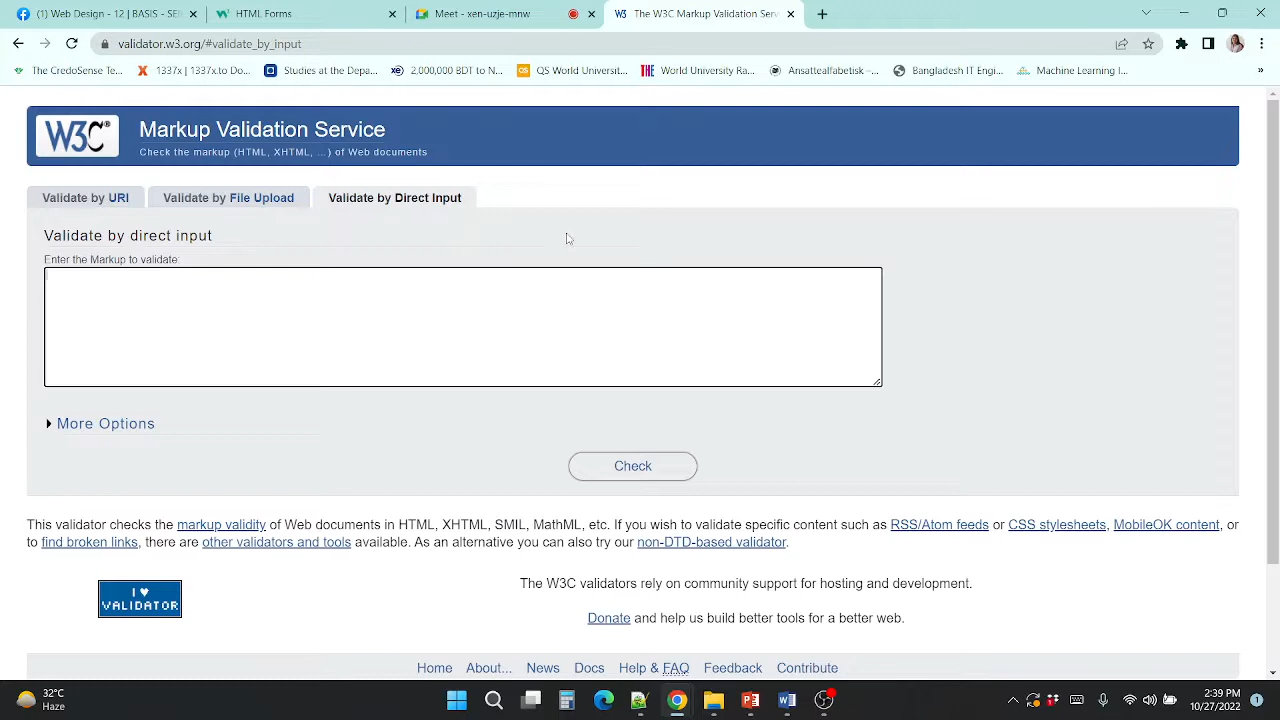 (1) Web Design - 12 | BASIS - SEI
HTML Forms
Meet - xen-uzje-mnw
The W3C Markup Validation Serv
validator.w3.org/#validate_by_input
The CredoSense Te...
1337x | 1337x.to Do...
Studies at the Depa...
2,000,000 BDT to N...
QS World Universit...
World University Ra...
Ansattealfabetisk –...
Bangladesh IT Engi...
Machine Learning I...
W3C® Markup Validation Service
Check the markup (HTML, XHTML, ...) of Web documents
Validate by URI
Validate by File Upload
Validate by Direct Input
Validate by direct input
Enter the Markup to validate:
More Options
Check
This validator checks the markup validity of Web documents in HTML, XHTML, SMIL, MathML, etc. If you wish to validate specific content such as RSS/Atom feeds or CSS stylesheets, MobileOK content, or
to find broken links, there are other validators and tools available. As an alternative you can also try our non-DTD-based validator.
I ♥
VALIDATOR
The W3C validators rely on community support for hosting and development.
Donate and help us build better tools for a better web.
Home About... News Docs Help & FAQ Feedback Contribute
32°C
Haze
2:39 PM
10/27/2022